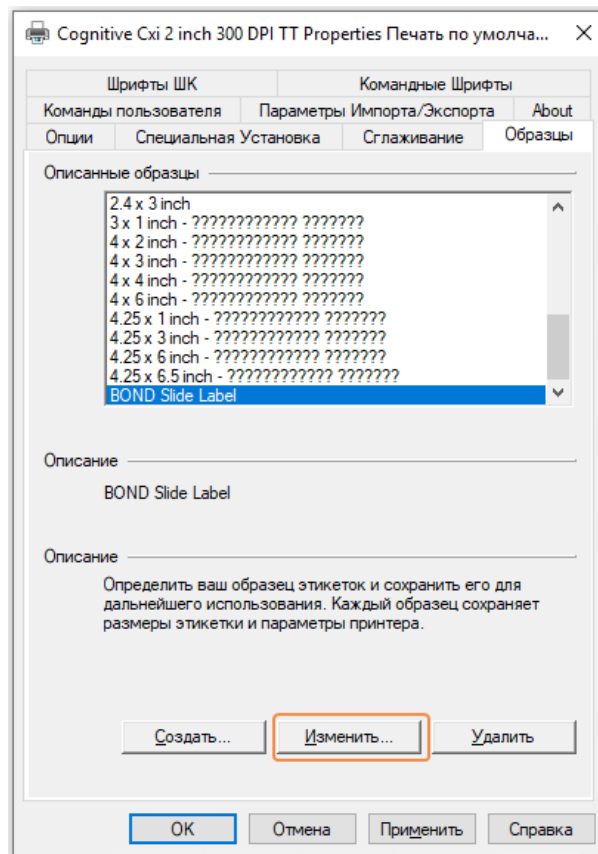 Cognitive Cxi 2 inch 300 DPI TT Properties Печать по умолча...
Шрифты ШК Командные Шрифты
Команды пользователя Параметры Импорта/Экспорта About
Опции Специальная Установка Сглаживание Образцы
Описанные образцы
2.4 x 3 inch
3 x 1 inch - ???????????? ???????
4 x 2 inch - ???????????? ???????
4 x 3 inch - ???????????? ???????
4 x 4 inch - ???????????? ???????
4 x 6 inch - ???????????? ???????
4.25 x 1 inch - ???????????? ???????
4.25 x 3 inch - ???????????? ???????
4.25 x 6 inch - ???????????? ???????
4.25 x 6.5 inch - ???????????? ???????
BOND Slide Label
Описание
BOND Slide Label
Описание
Определить ваш образец этикеток и сохранить его для
дальнейшего использования. Каждый образец сохраняет
размеры этикетки и параметры принтера.
Создать... Изменить... Удалить
OK Отмена Применить Справка